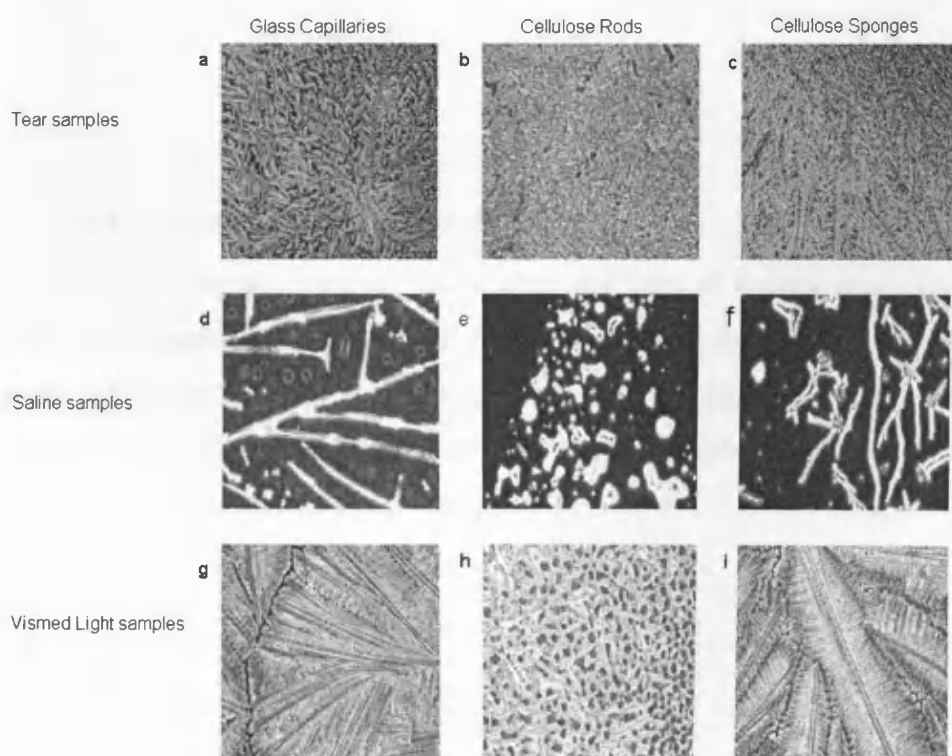 Glass Capillaries Cellulose Rods Cellulose Sponges
a b c
Tear samples
d e f
Saline samples
g h i
Vismed Light samples